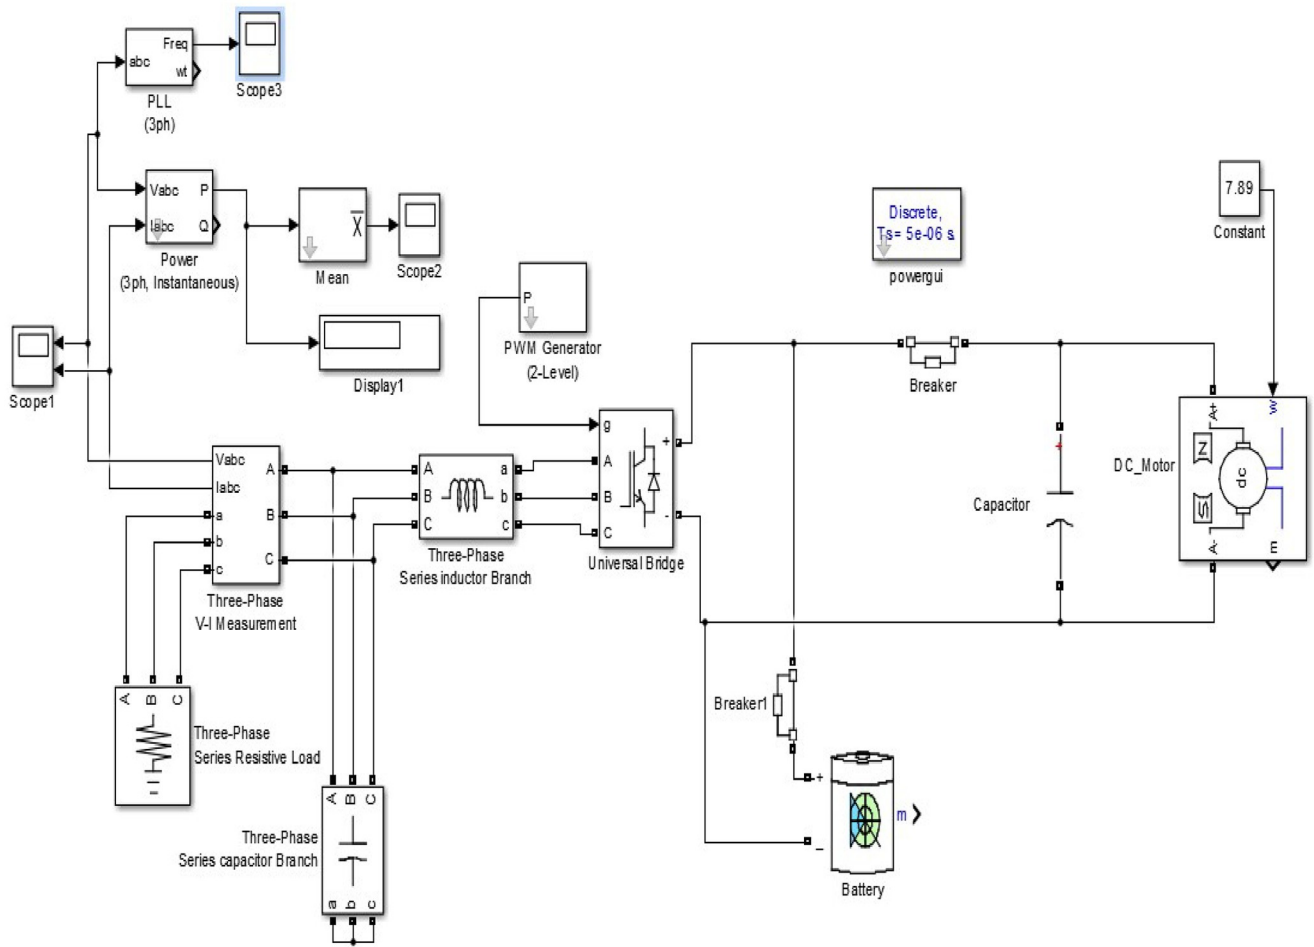 Freq
abc
wt
PLL
(3ph)
Scope3
Vabc P
Iabc Q
Power
(3ph, Instantaneous)
X
Mean
Scope2
Display1
Scope1
P
PWM Generator
(2-Level)
Discrete,
Ts= 5e-06 s.
powergui
7.89
Constant
Breaker
Vabc
Iabc
a
b
c
A
B
C
Three-Phase
V-I Measurement
A a
B b
C c
Three-Phase
Series inductor Branch
g
A
B
C
+
-
Universal Bridge
+
Capacitor
DC_Motor
A+
w
N
S
dc
A-
m
A B C
Three-Phase
Series Resistive Load
A B C
a b c
Three-Phase
Series capacitor Branch
Breaker1
+
_
m
Battery